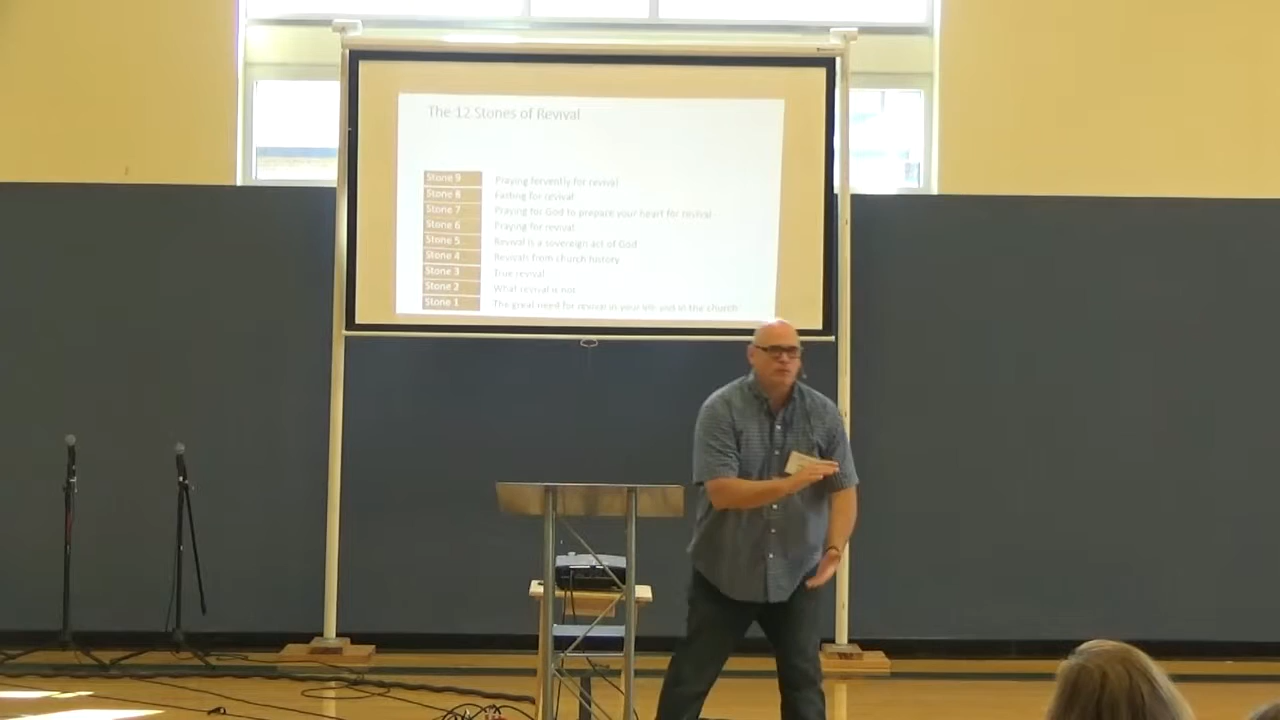 The 12 Stones of Revival
Stone 9 Praying fervently for revival
Stone 8 Fasting for revival
Stone 7 Praying for God to prepare your heart for revival
Stone 6 Praying for revival
Stone 5 Revival is a sovereign act of God
Stone 4 Revivals from church history
Stone 3 True revival
Stone 2 What revival is not
Stone 1 The great need for revival in your life and in the church